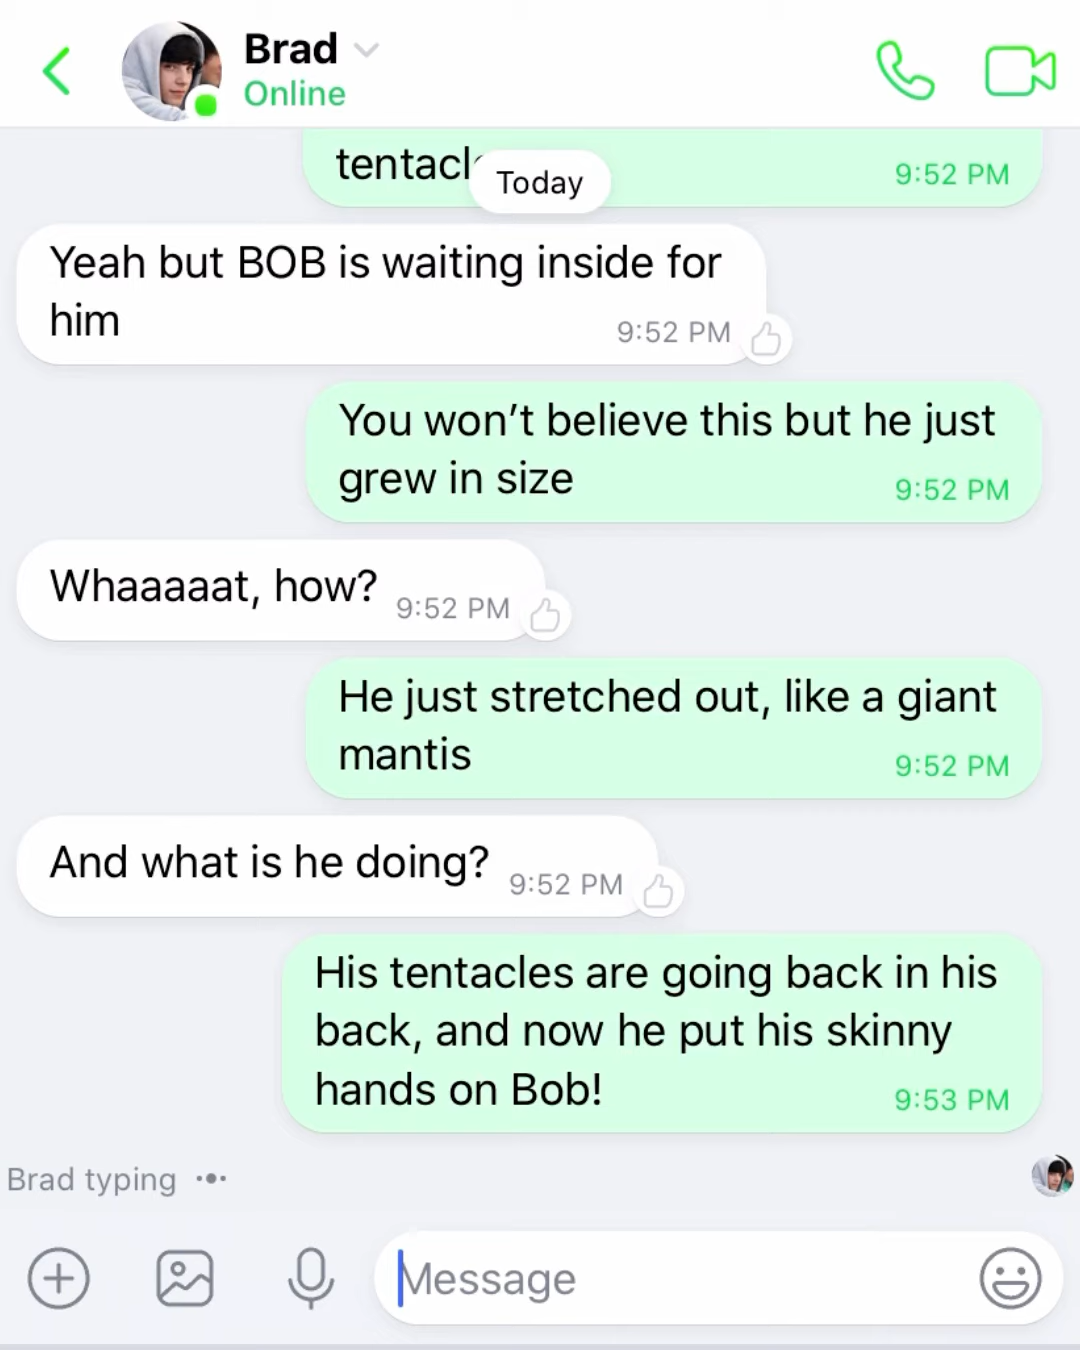 Brad
Online
9:52 PM
Today
Yeah but BOB is waiting inside for
him
9:52 PM
You won’t believe this but he just
grew in size
9:52 PM
Whaaaaat, how?
9:52 PM
He just stretched out, like a giant
mantis
9:52 PM
And what is he doing?
9:52 PM
His tentacles are going back in his
back, and now he put his skinny
hands on Bob!
9:53 PM
Brad typing
Message